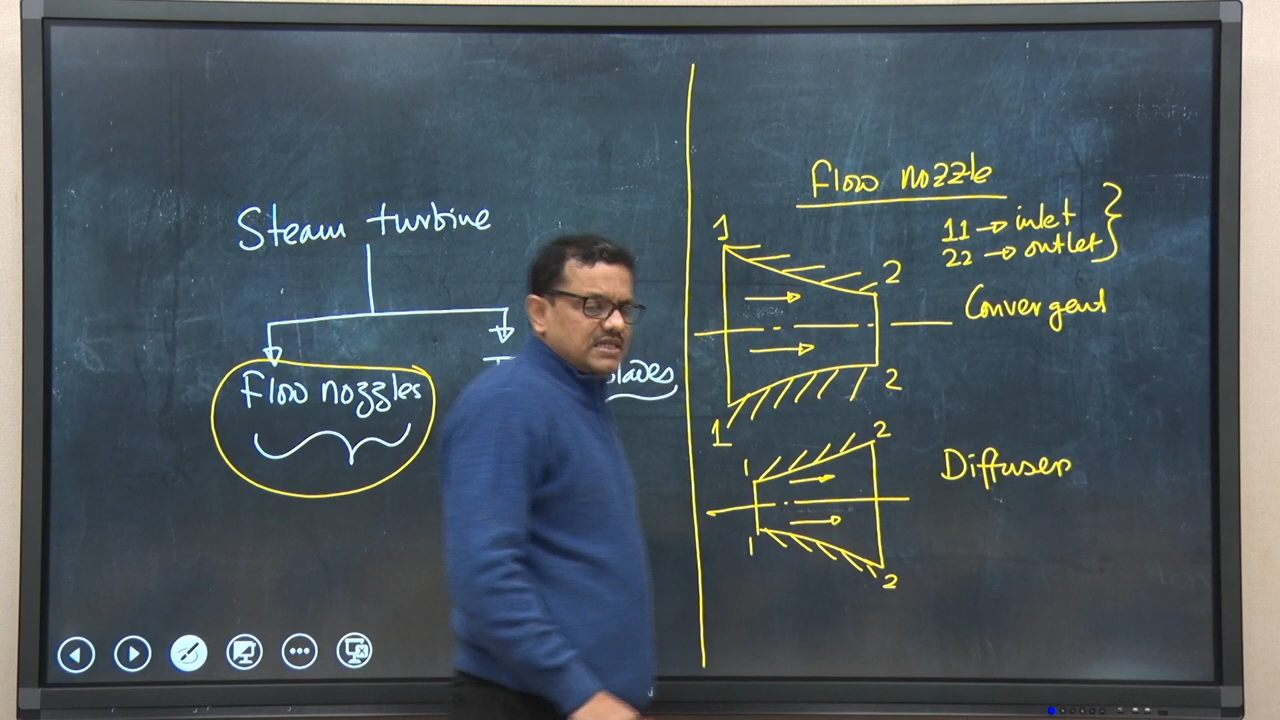 Steam turbine
Flow nozzles
Flow nozzle
11 → inlet
22 → outlet
1
2
Convergent
2
1
1
2
Diffuser
1
2